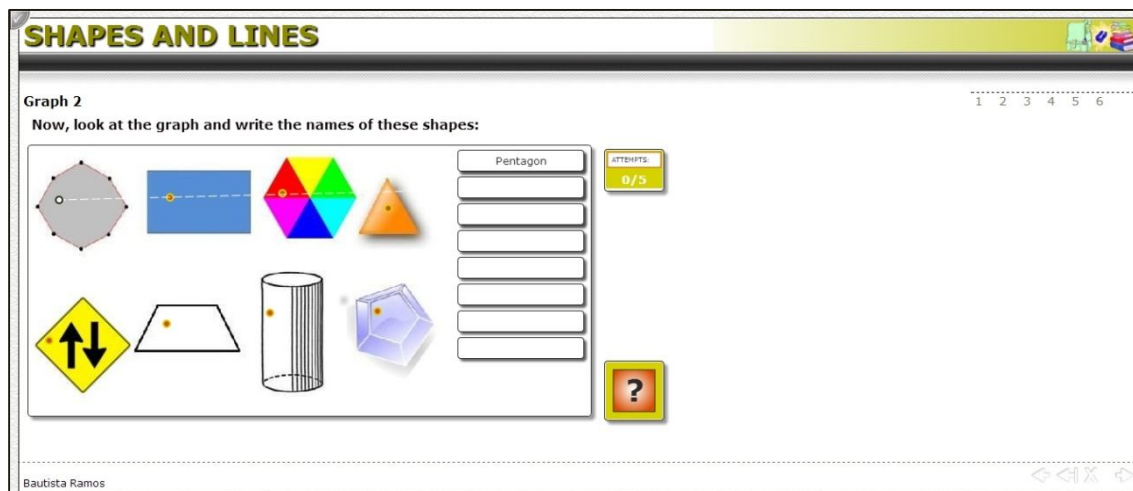 SHAPES AND LINES
Graph 2
1 2 3 4 5 6
Now, look at the graph and write the names of these shapes:
Pentagon
ATTEMPTS:
0/5
?
Bautista Ramos